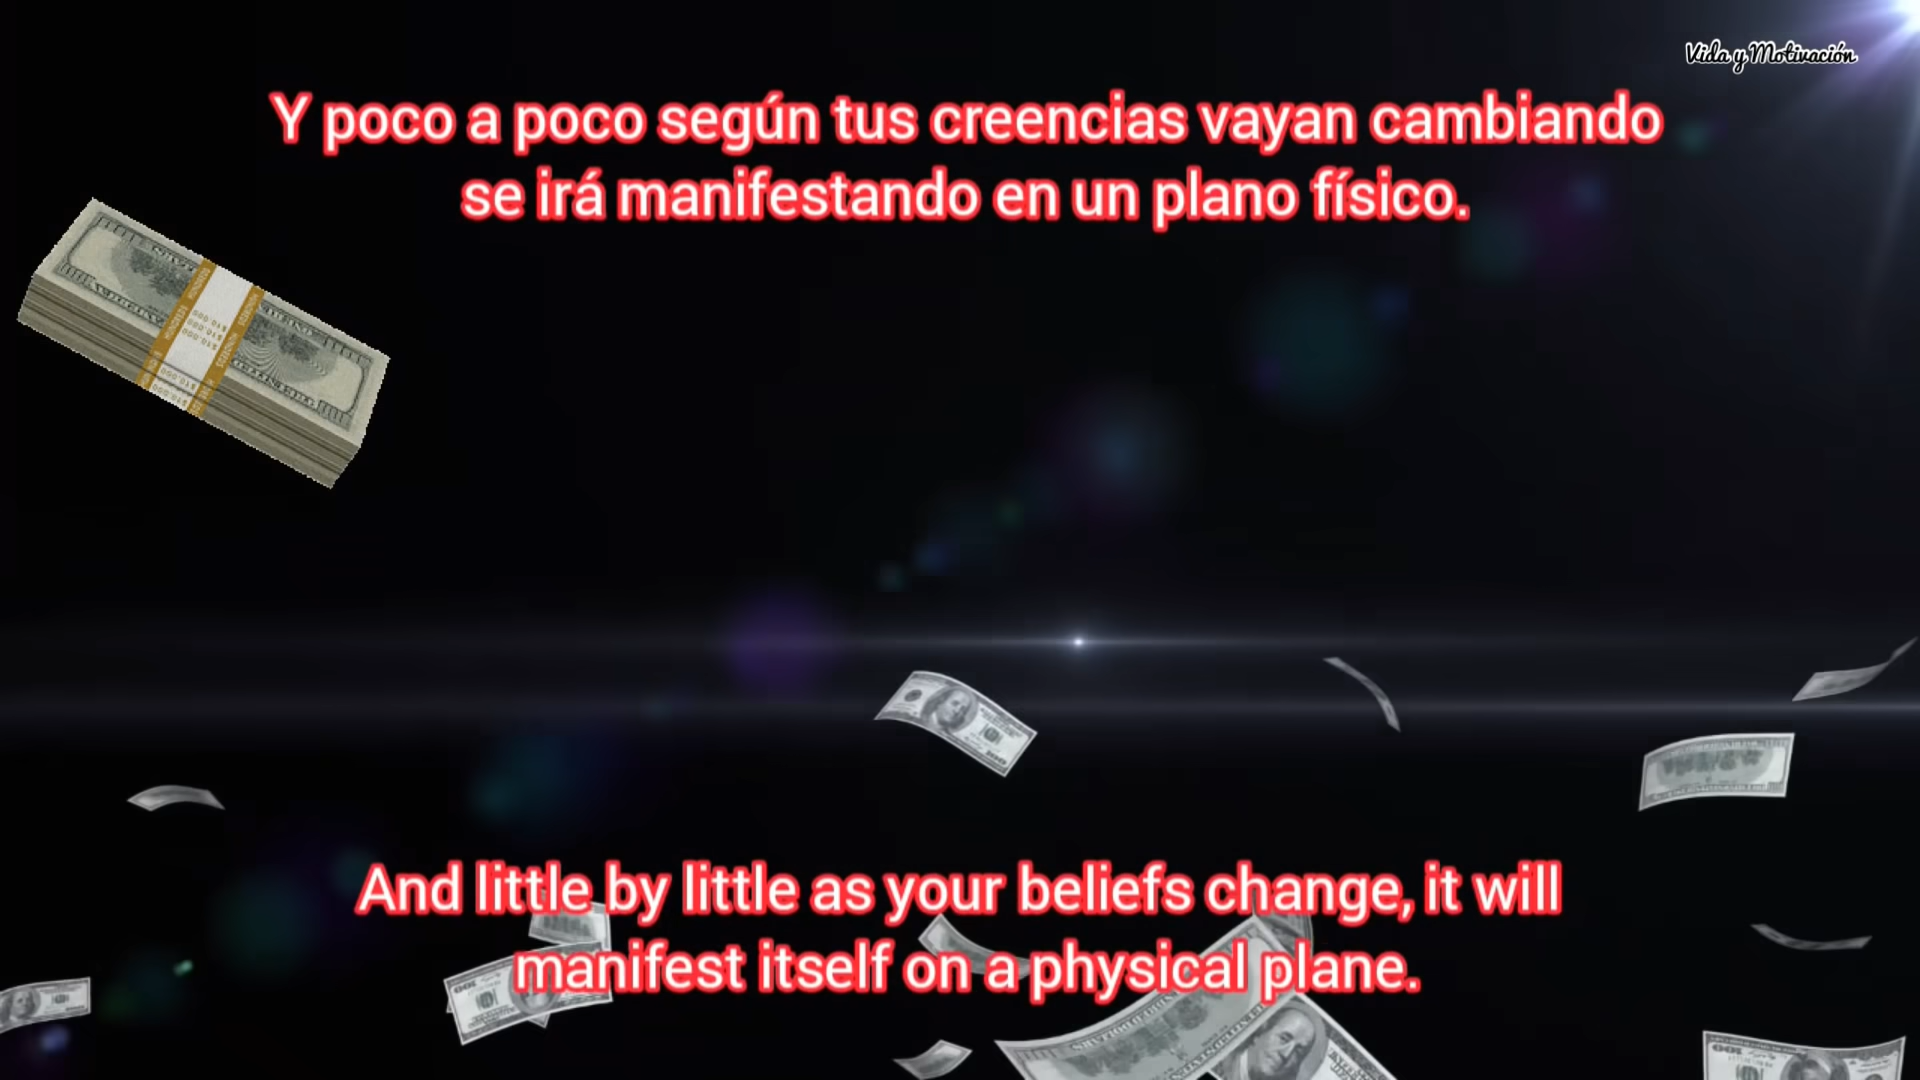 Vida y Motivación
Y poco a poco según tus creencias vayan cambiando
se irá manifestando en un plano físico.
And little by little as your beliefs change, it will
manifest itself on a physical plane.